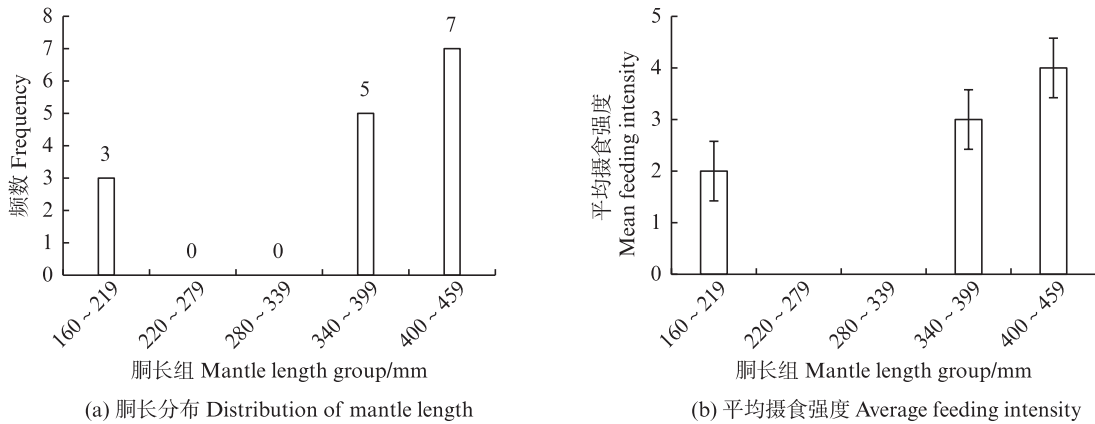 8
7
6
5
4
3
2
1
0
频数 Frequency
3
0
0
5
7
160 ~ 219
220 ~ 279
280 ~ 339
340 ~ 399
400 ~ 459
胴长组 Mantle length group/mm
(a) 胴长分布 Distribution of mantle length
5
4
3
2
1
0
平均摄食强度
Mean feeding intensity
160 ~ 219
220 ~ 279
280 ~ 339
340 ~ 399
400 ~ 459
胴长组 Mantle length group/mm
(b) 平均摄食强度 Average feeding intensity